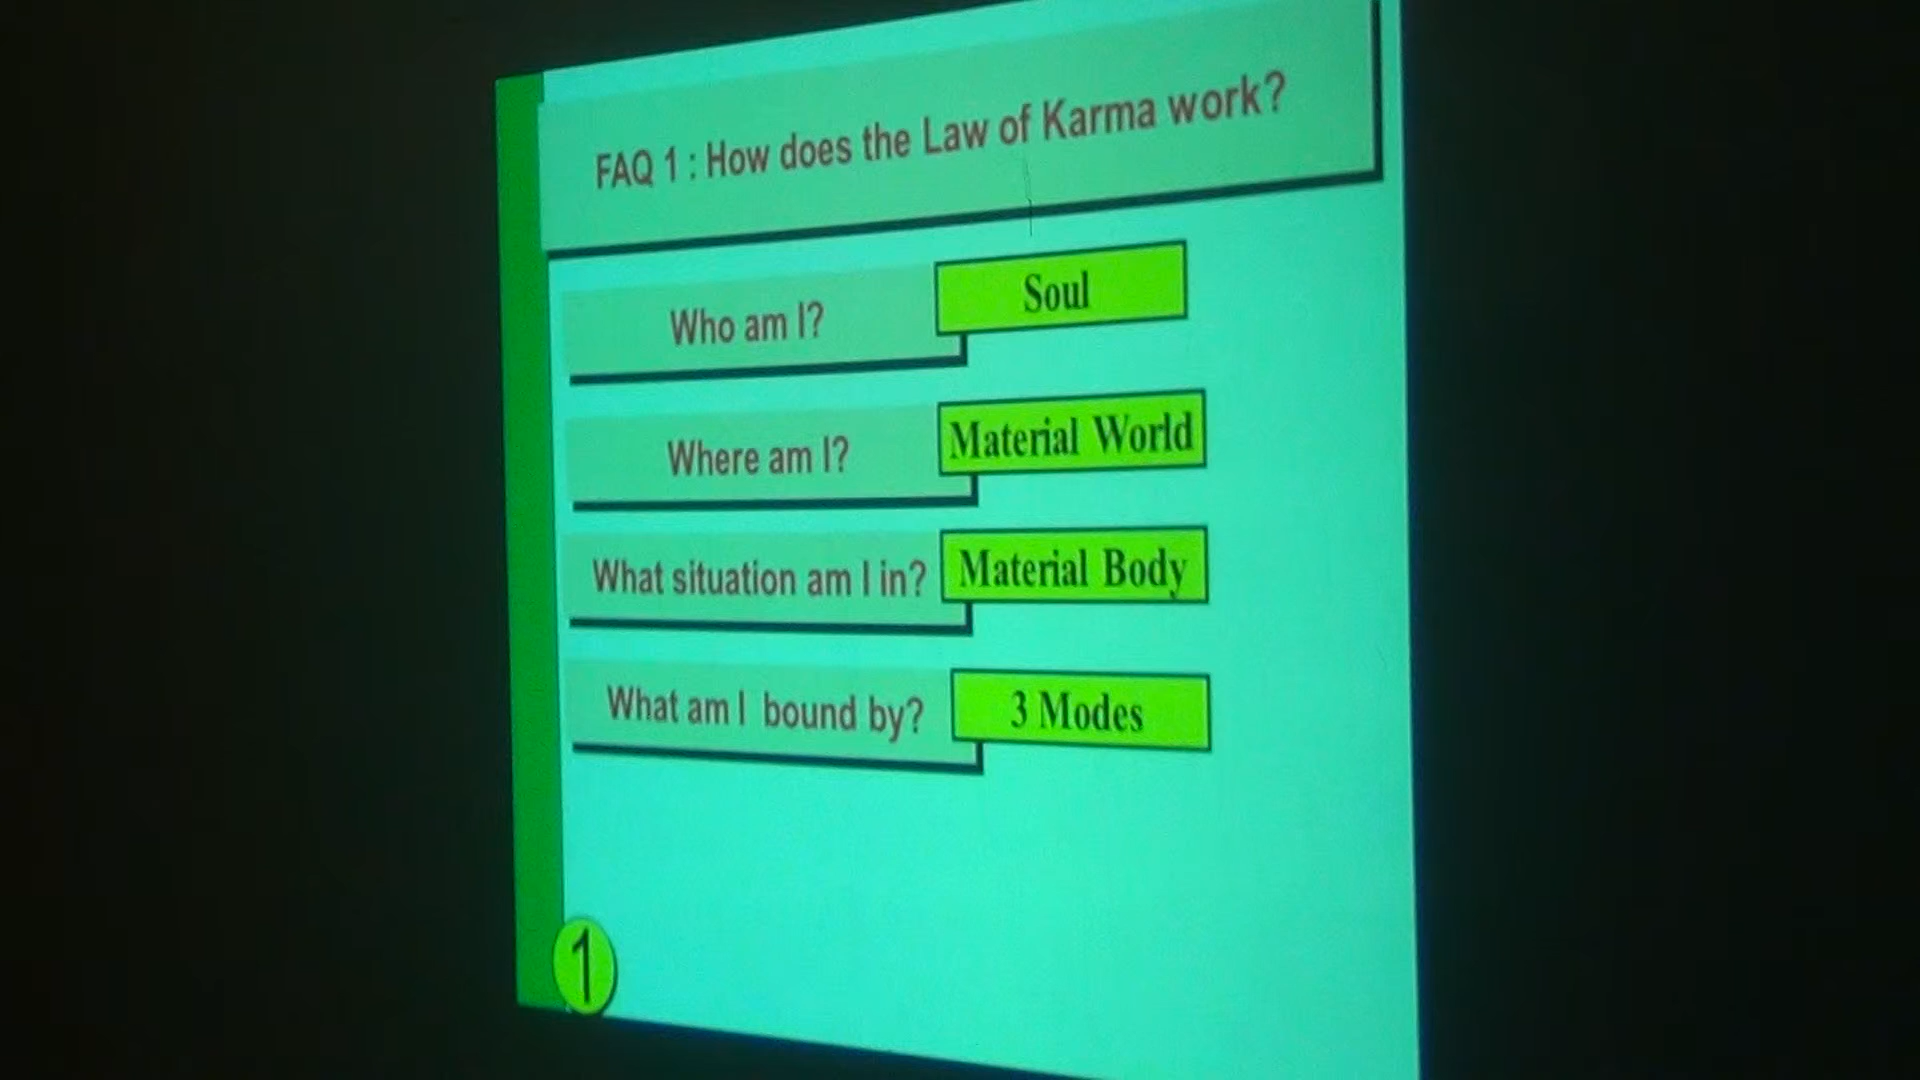 FAQ 1 : How does the Law of Karma work?
Who am I?
Soul
Where am I?
Material World
What situation am I in?
Material Body
What am I bound by?
3 Modes
1